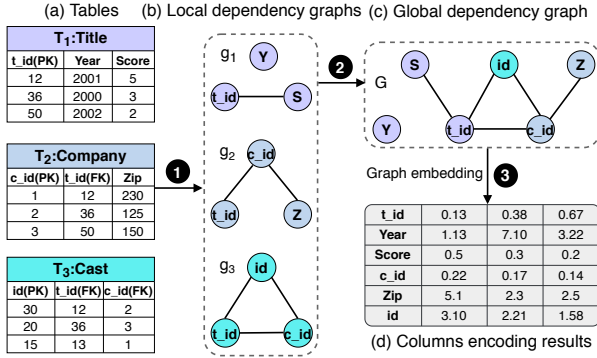 (a) Tables
(b) Local dependency graphs
(c) Global dependency graph
T1:Title
t_id(PK) Year Score
12 2001 5
36 2000 3
50 2002 2
T2:Company
c_id(PK) t_id(FK) Zip
1 12 230
2 36 125
3 50 150
T3:Cast
id(PK) t_id(FK) c_id(FK)
30 12 2
20 36 3
15 13 1
1
g1 Y
t_id S
g2 c_id
t_id Z
g3 id
t_id c_id
2
S id Z
G
Y t_id c_id
Graph embedding 3
t_id 0.13 0.38 0.67
Year 1.13 7.10 3.22
Score 0.5 0.3 0.2
c_id 0.22 0.17 0.14
Zip 5.1 2.3 2.5
id 3.10 2.21 1.58
(d) Columns encoding results